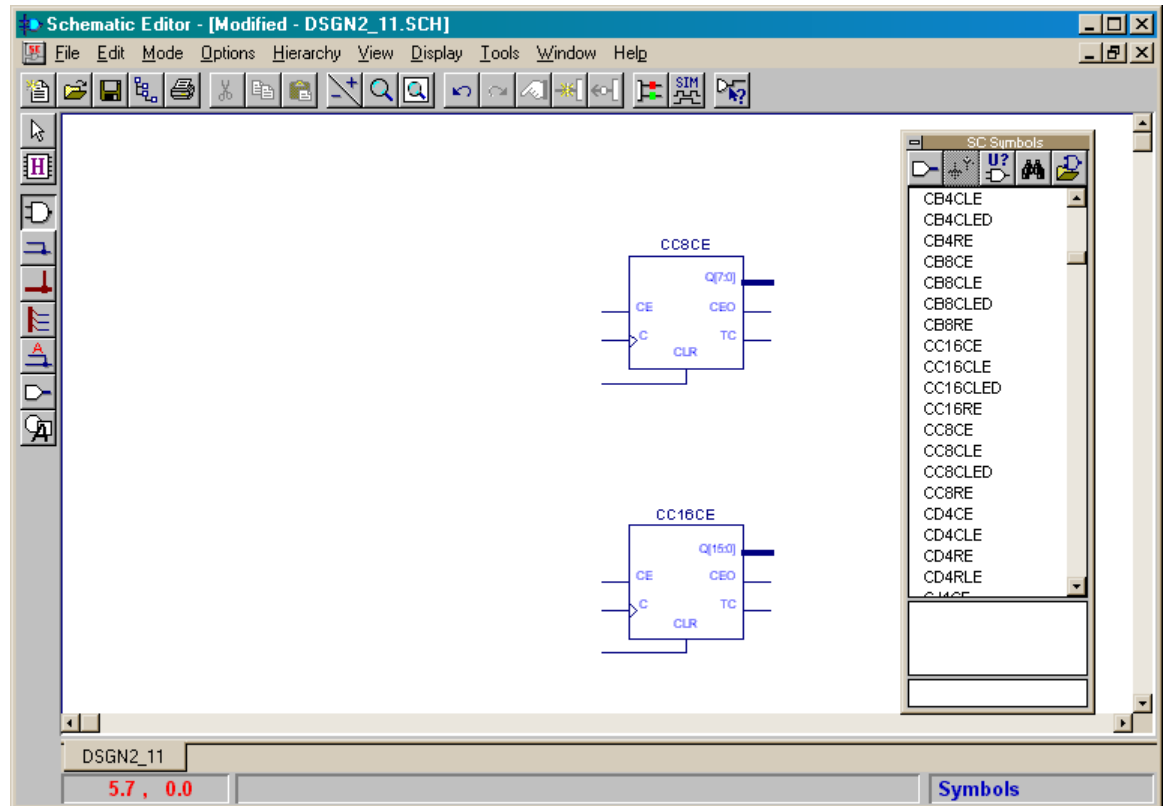 Schematic Editor - [Modified - DSGN2_11.SCH]
File Edit Mode Options Hierarchy View Display Tools Window Help
SIM
SC Symbols
H
U?
CB4CLE
CB4CLED
CB4RE
CB8CE
CB8CLE
CB8CLED
CB8RE
CC16CE
CC16CLE
CC16CLED
CC16RE
CC8CE
CC8CLE
CC8CLED
CC8RE
CD4CE
CD4CLE
CD4RE
CD4RLE
CC8CE
Q[7:0]
CE CEO
C TC
CLR
CC16CE
Q[15:0]
CE CEO
C TC
CLR
A
A
DSGN2_11
5.7 , 0.0
Symbols